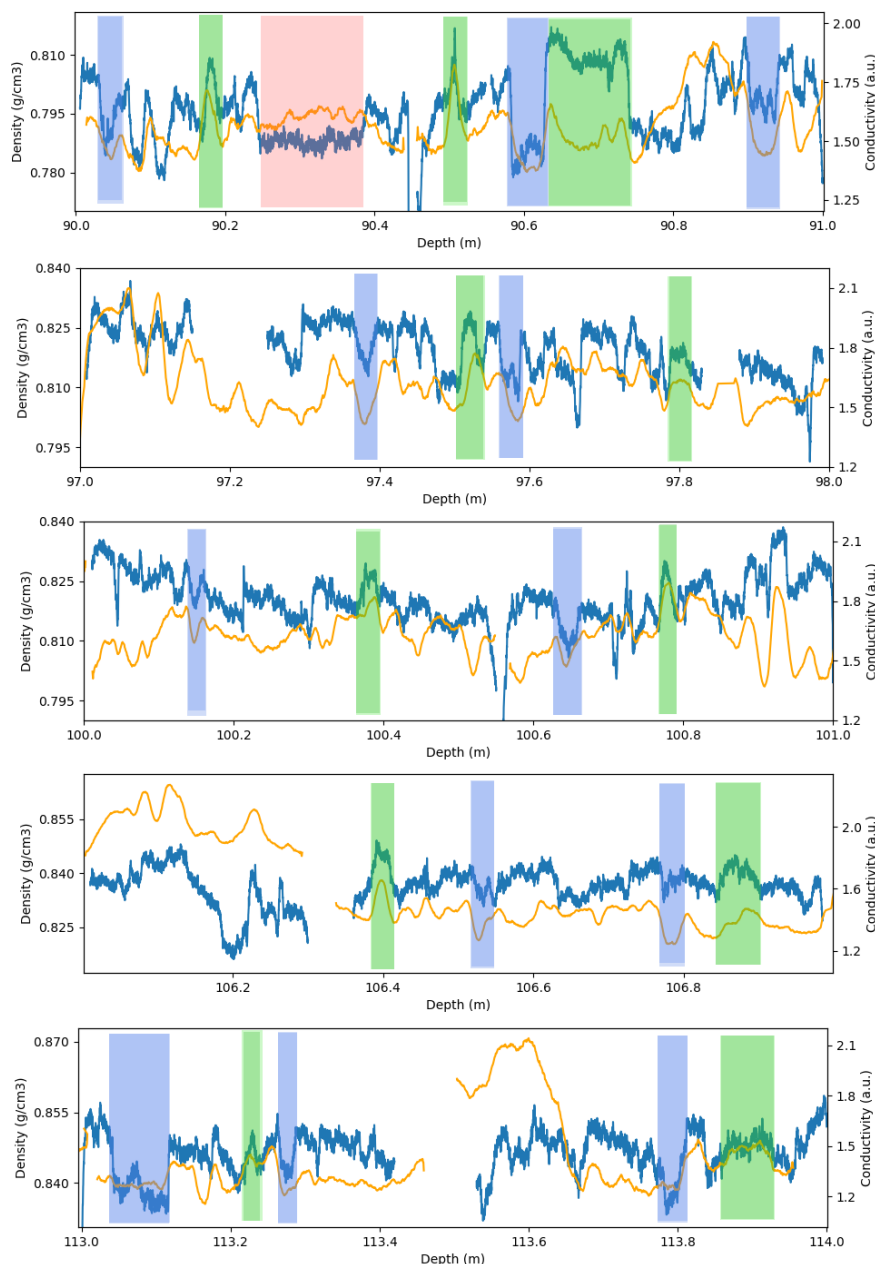 0.810
0.795
0.780
Density (g/cm3)
2.00
1.75
1.50
1.25
Conductivity (a.u.)
90.0 90.2 90.4 90.6 90.8 91.0
Depth (m)
0.840
0.825
0.810
0.795
Density (g/cm3)
2.1
1.8
1.5
1.2
Conductivity (a.u.)
97.0 97.2 97.4 97.6 97.8 98.0
Depth (m)
0.840
0.825
0.810
0.795
Density (g/cm3)
2.1
1.8
1.5
1.2
Conductivity (a.u.)
100.0 100.2 100.4 100.6 100.8 101.0
Depth (m)
0.855
0.840
0.825
Density (g/cm3)
2.0
1.6
1.2
Conductivity (a.u.)
106.2 106.4 106.6 106.8
Depth (m)
0.870
0.855
0.840
Density (g/cm3)
2.1
1.8
1.5
1.2
Conductivity (a.u.)
113.0 113.2 113.4 113.6 113.8 114.0
Depth (m)